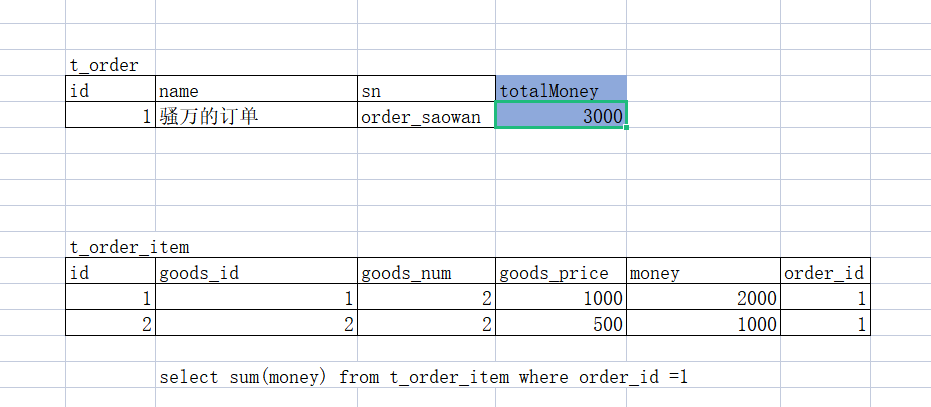 t_order
id name sn totalMoney
1 骚万的订单 order_saowan 3000
t_order_item
id goods_id goods_num goods_price money order_id
1 1 2 1000 2000 1
2 2 2 500 1000 1
select sum(money) from t_order_item where order_id =1